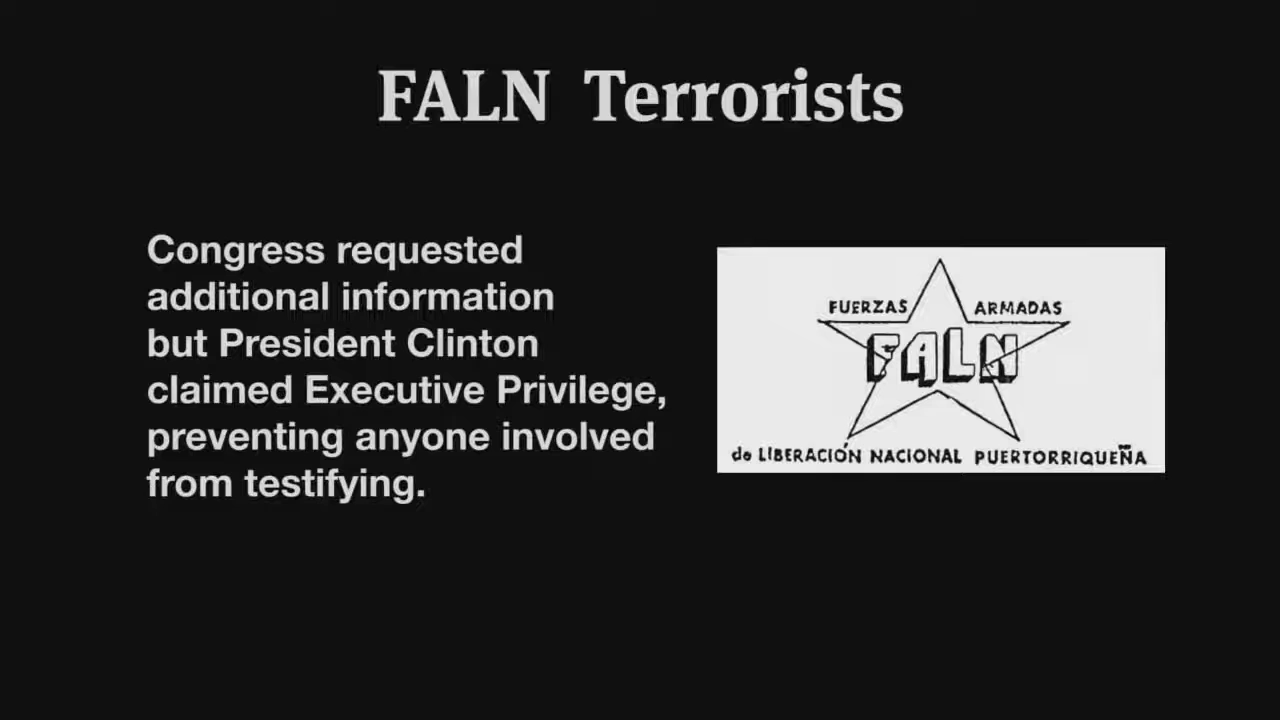 FALN Terrorists
Congress requested
additional information
but President Clinton
claimed Executive Privilege,
preventing anyone involved
from testifying.
FUERZAS ARMADAS
FALN
de LIBERACIÓN NACIONAL PUERTORRIQUEÑA